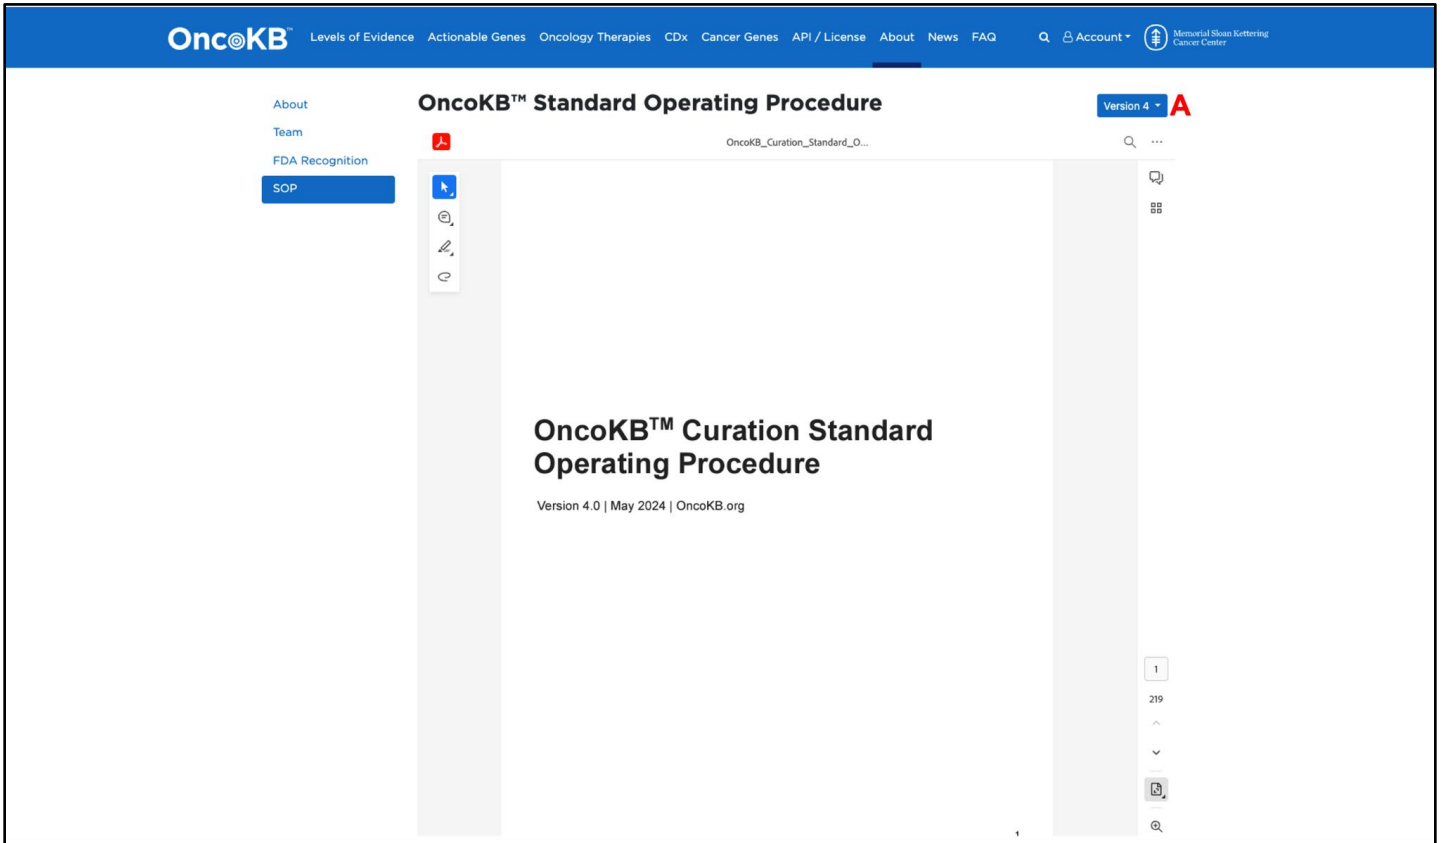 OncoKB™ Levels of Evidence Actionable Genes Oncology Therapies CDx Cancer Genes API / License About News FAQ Account Memorial Sloan Kettering
Cancer Center
About
Team
FDA Recognition
SOP
OncoKB™ Standard Operating Procedure
Version 4 A
OncoKB_Curation_Standard_O...
OncoKB™ Curation Standard
Operating Procedure
Version 4.0 | May 2024 | OncoKB.org
1
219
1